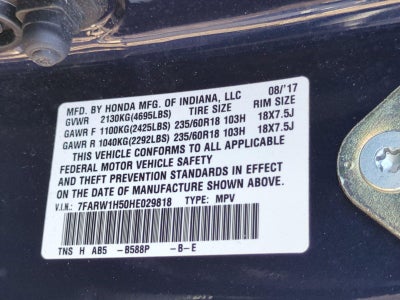 MFD. BY HONDA MFG. OF INDIANA, LLC 08/'17
GVWR 2130KG(4695LBS) TIRE SIZE RIM SIZE
GAWR F 1100KG(2425LBS) 235/60R18 103H 18X7.5J
GAWR R 1040KG(2292LBS) 235/60R18 103H 18X7.5J
THIS VEHICLE CONFORMS TO ALL APPLICABLE
FEDERAL MOTOR VEHICLE SAFETY
AND THEFT PREVENTION STANDARDS IN EFFECT
ON THE DATE OF MANUFACTURE SHOWN ABOVE.
V.I.N.: 7FARW1H50HE029818 TYPE: MPV
TNS H AB5 -B588P -B-E